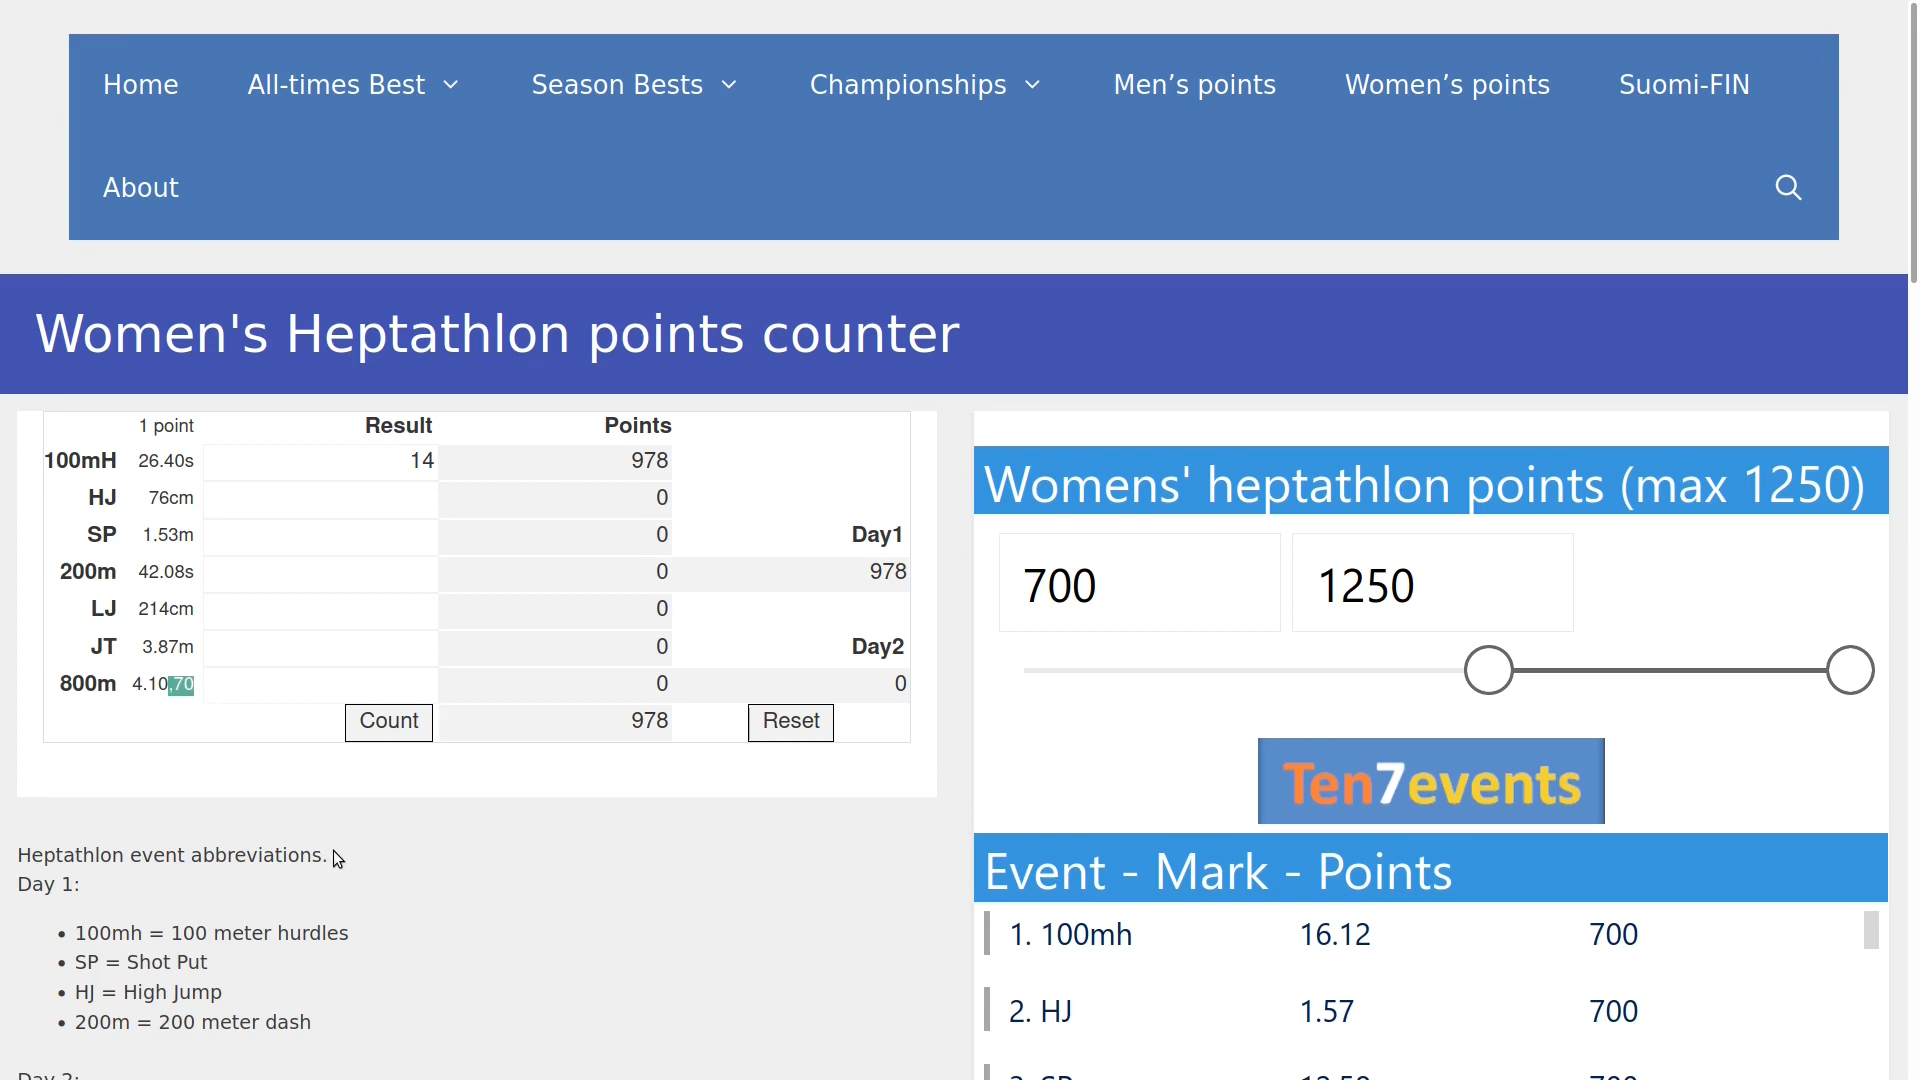 Home All-times Best Season Bests Championships Men’s points Women’s points Suomi-FIN
About
Women's Heptathlon points counter
1 point Result Points
100mH 26.40s 14 978
HJ 76cm 0
SP 1.53m 0 Day1
200m 42.08s 0 978
LJ 214cm 0
JT 3.87m 0 Day2
800m 4.10,70 0 0
Count 978 Reset
Heptathlon event abbreviations.
Day 1:
100mh = 100 meter hurdles
SP = Shot Put
HJ = High Jump
200m = 200 meter dash
Womens' heptathlon points (max 1250)
700 1250
Ten7events
Event - Mark - Points
1. 100mh 16.12 700
2. HJ 1.57 700